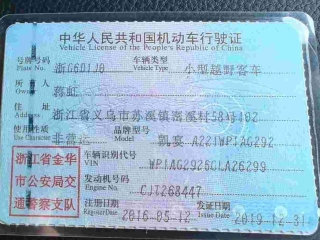 中华人民共和国机动车行驶证
Vehicle License of the People's Republic of China
号牌号码 浙G601J0 车辆类型 小型越野客车
Plate No. Vehicle Type
所有人 蒋虹
住址 浙江省义乌市苏溪镇
使用性质 非营运 品牌型号 凯宴
Use Character
浙江省金华 车辆识别代号
VIN
市公安局交 发动机号码 CJT268447
Engine No.
通警察支队 注册日期 2016-05-12 发证日期 2019-12-31
Register Date Issue Date